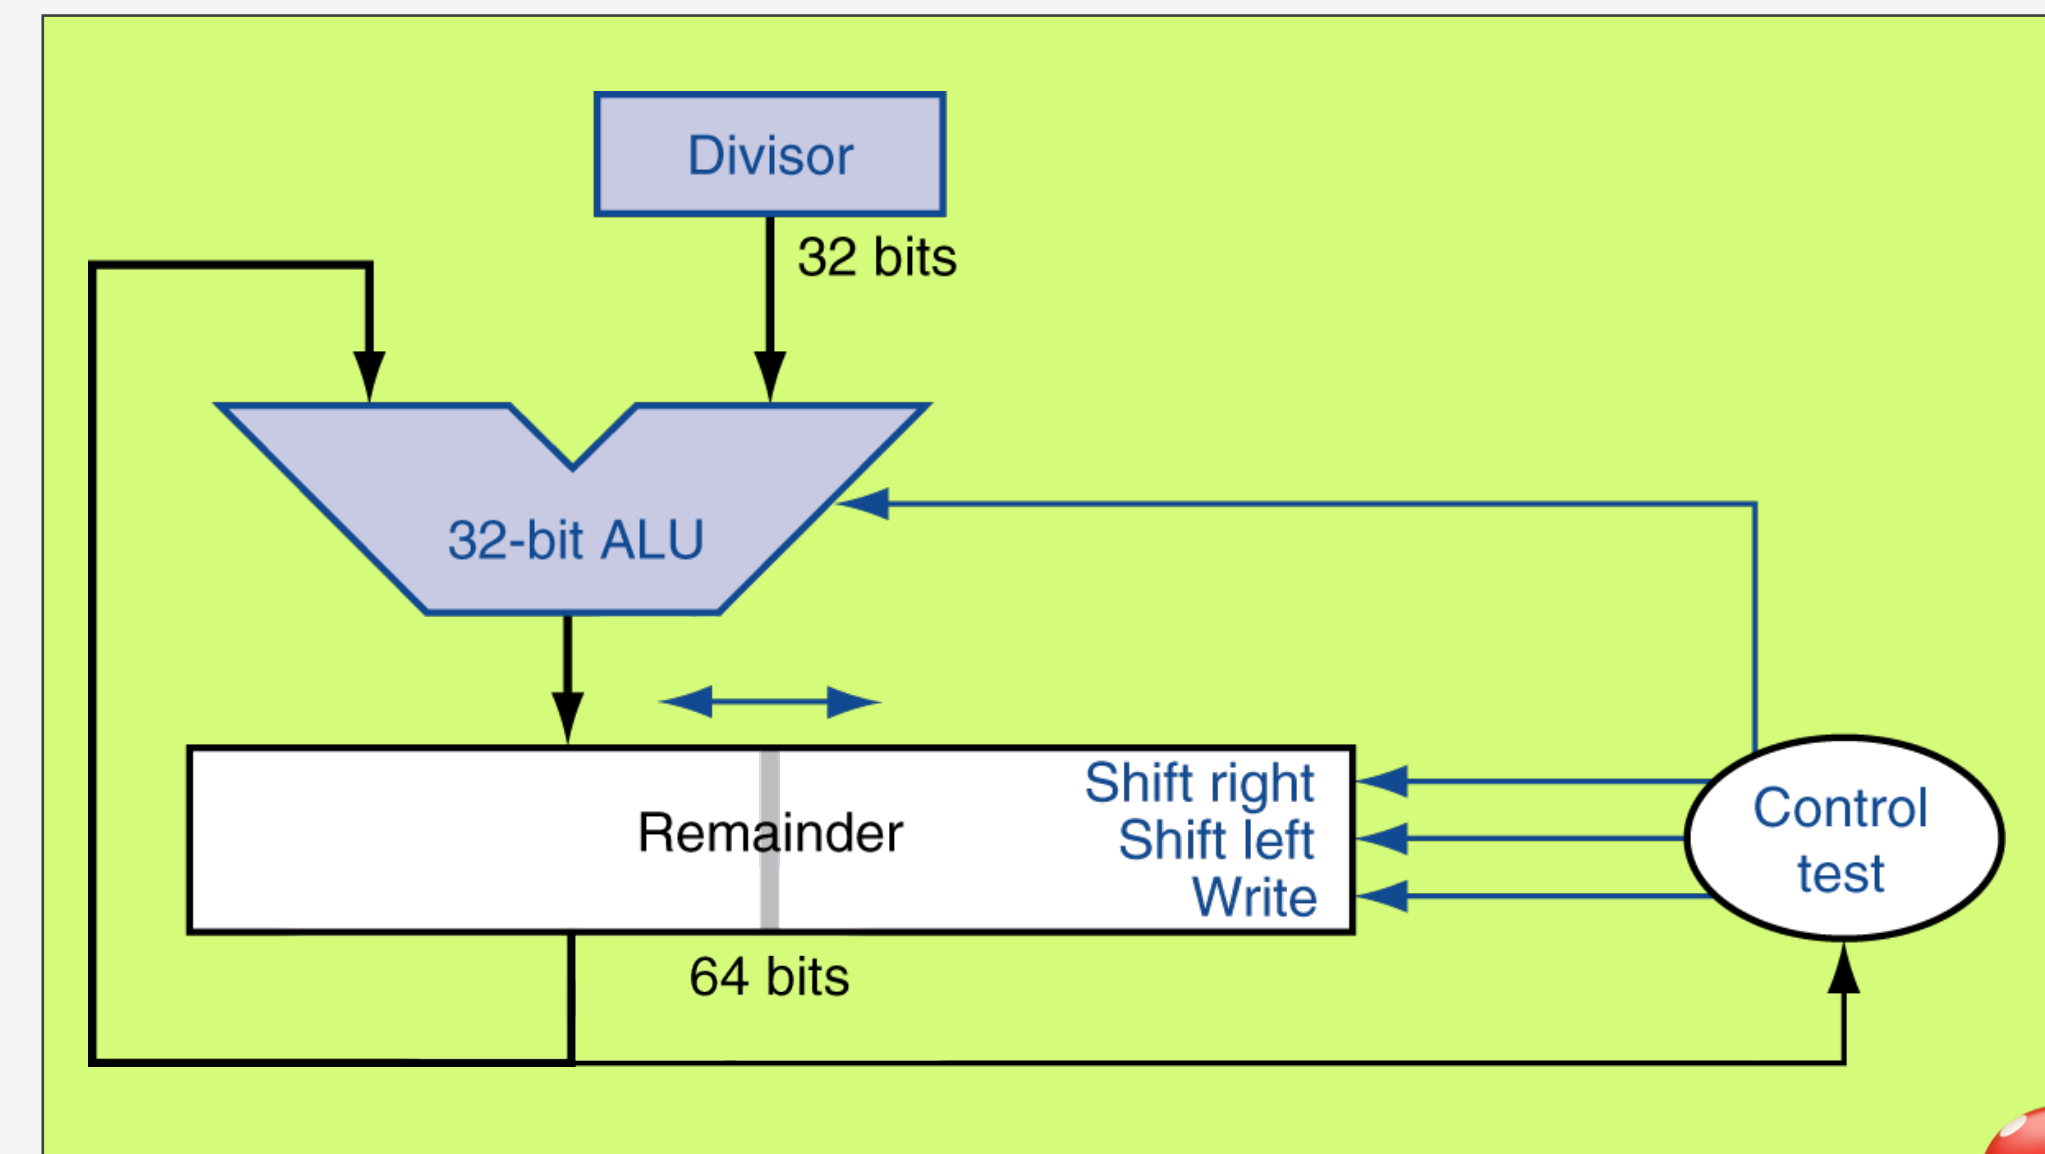 Divisor
32 bits
32-bit ALU
Remainder
Shift right
Shift left
Write
Control
test
64 bits